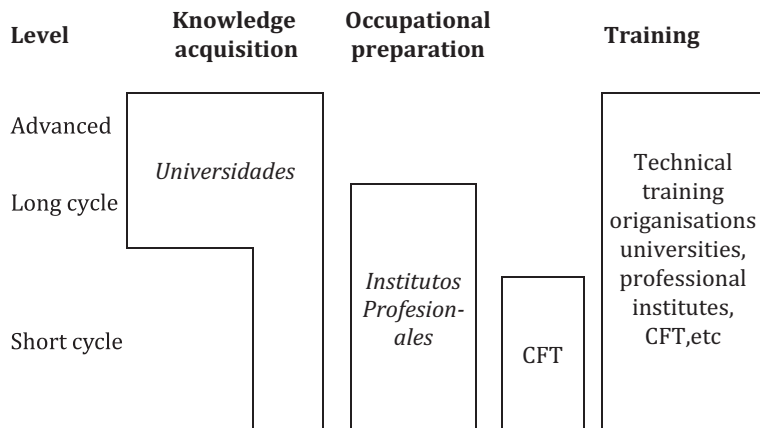 Level
Knowledge
acquisition
Occupational
preparation
Training
Advanced
Long cycle
Short cycle
Universidades
Institutos
Profesion-
ales
CFT
Technical
training
origanisations
universities,
professional
institutes,
CFT,etc